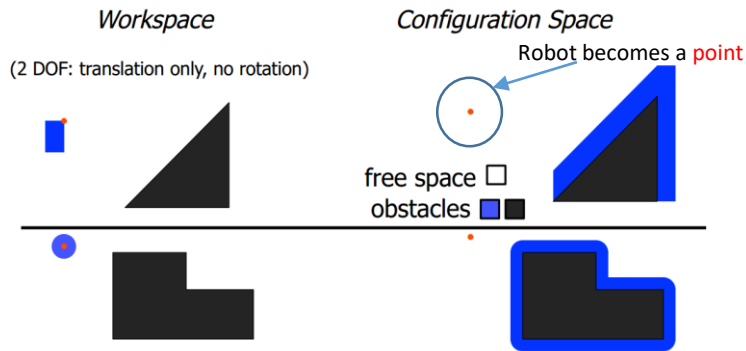 Workspace
Configuration Space
Robot becomes a point
(2 DOF: translation only, no rotation)
free space
obstacles